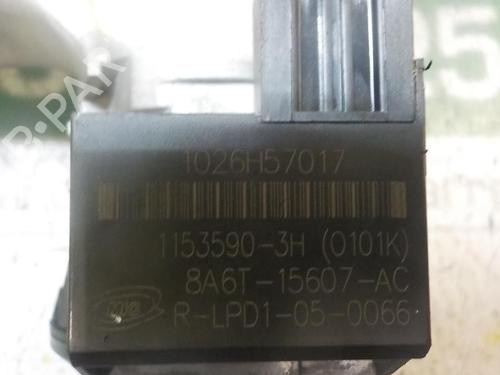 1026H57017
1153590-3H (0101K)
8A6T-15607-AC
R-LPD1-05-0066